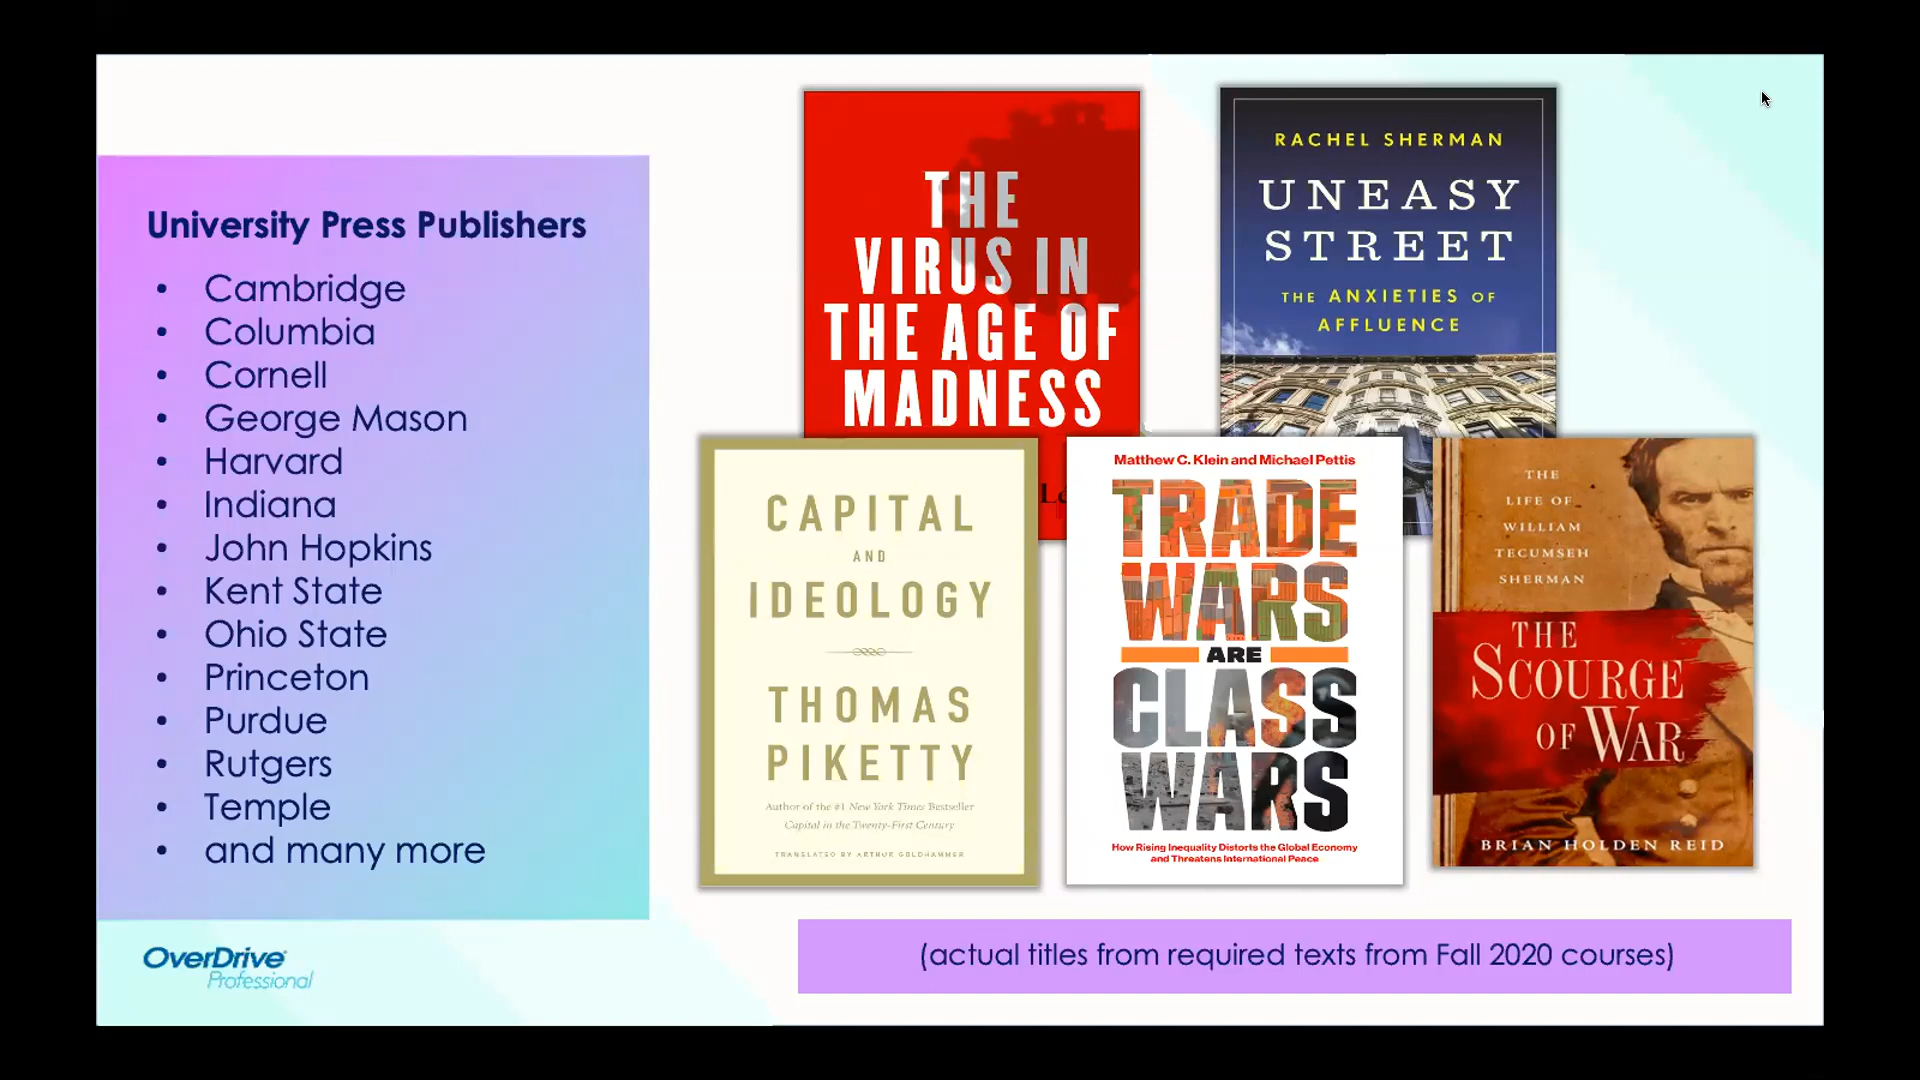 University Press Publishers
• Cambridge
• Columbia
• Cornell
• George Mason
• Harvard
• Indiana
• John Hopkins
• Kent State
• Ohio State
• Princeton
• Purdue
• Rutgers
• Temple
• and many more
OverDrive
Professional
THE
VIRUS IN
THE AGE OF
MADNESS
RACHEL SHERMAN
UNEASY
STREET
THE ANXIETIES OF
AFFLUENCE
CAPITAL
AND
IDEOLOGY
THOMAS
PIKETTY
Author of the #1 New York Times Bestseller
Capital in the Twenty-First Century
TRANSLATED BY ARTHUR GOLDHAMMER
Matthew C. Klein and Michael Pettis
TRADE
WARS
ARE
CLASS
WARS
How Rising Inequality Distorts the Global Economy
and Threatens International Peace
THE
LIFE OF
WILLIAM
TECUMSEH
SHERMAN
THE
SCOURGE
OF WAR
BRIAN HOLDEN REID
(actual titles from required texts from Fall 2020 courses)